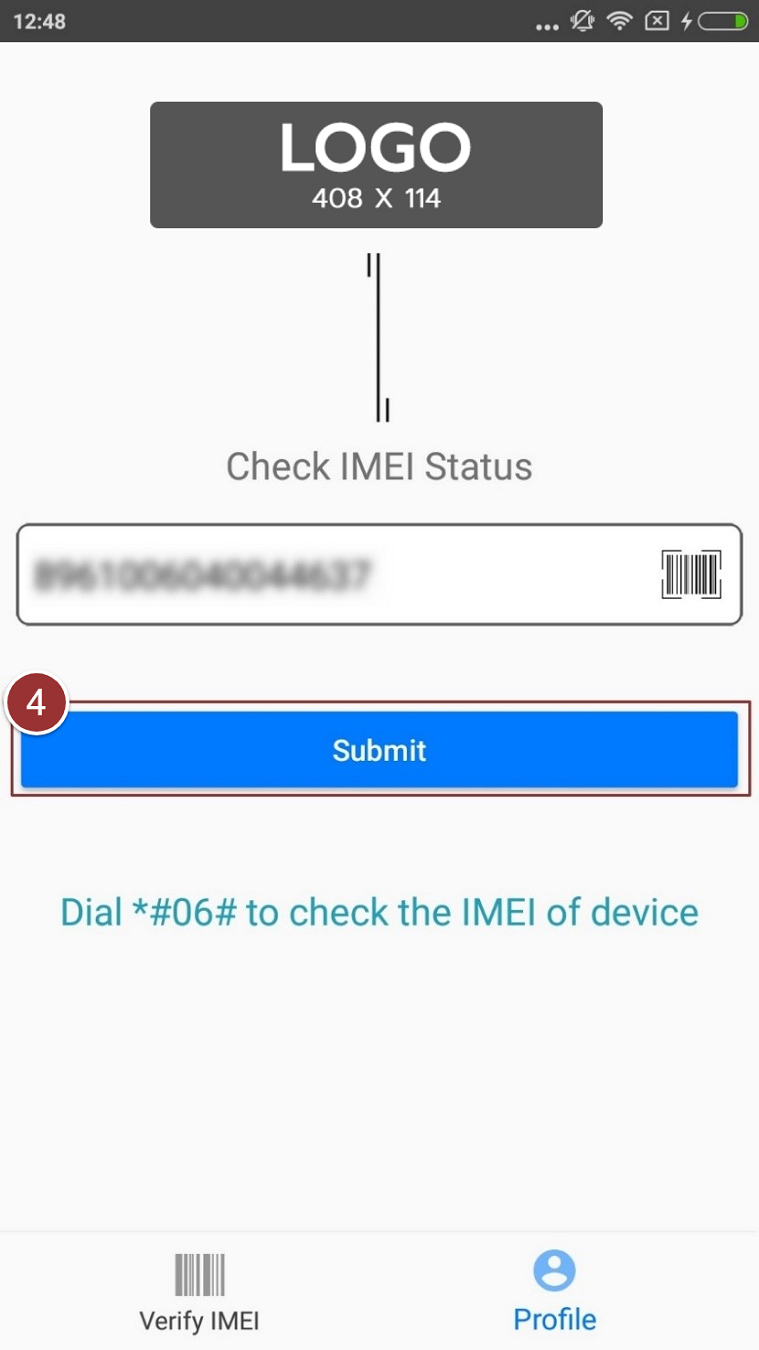 12:48
LOGO
408 X 114
Check IMEI Status
4
Submit
Dial *#06# to check the IMEI of device
Verify IMEI
Profile